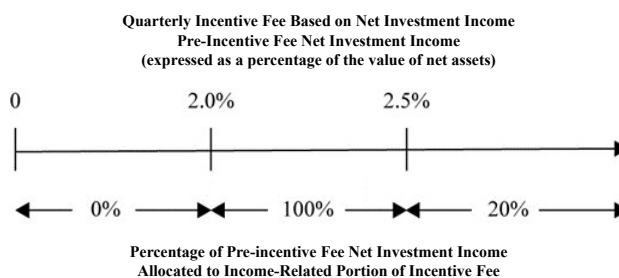 Quarterly Incentive Fee Based on Net Investment Income
Pre-Incentive Fee Net Investment Income
(expressed as a percentage of the value of net assets)
0 2.0% 2.5%
0% 100% 20%
Percentage of Pre-incentive Fee Net Investment Income
Allocated to Income-Related Portion of Incentive Fee